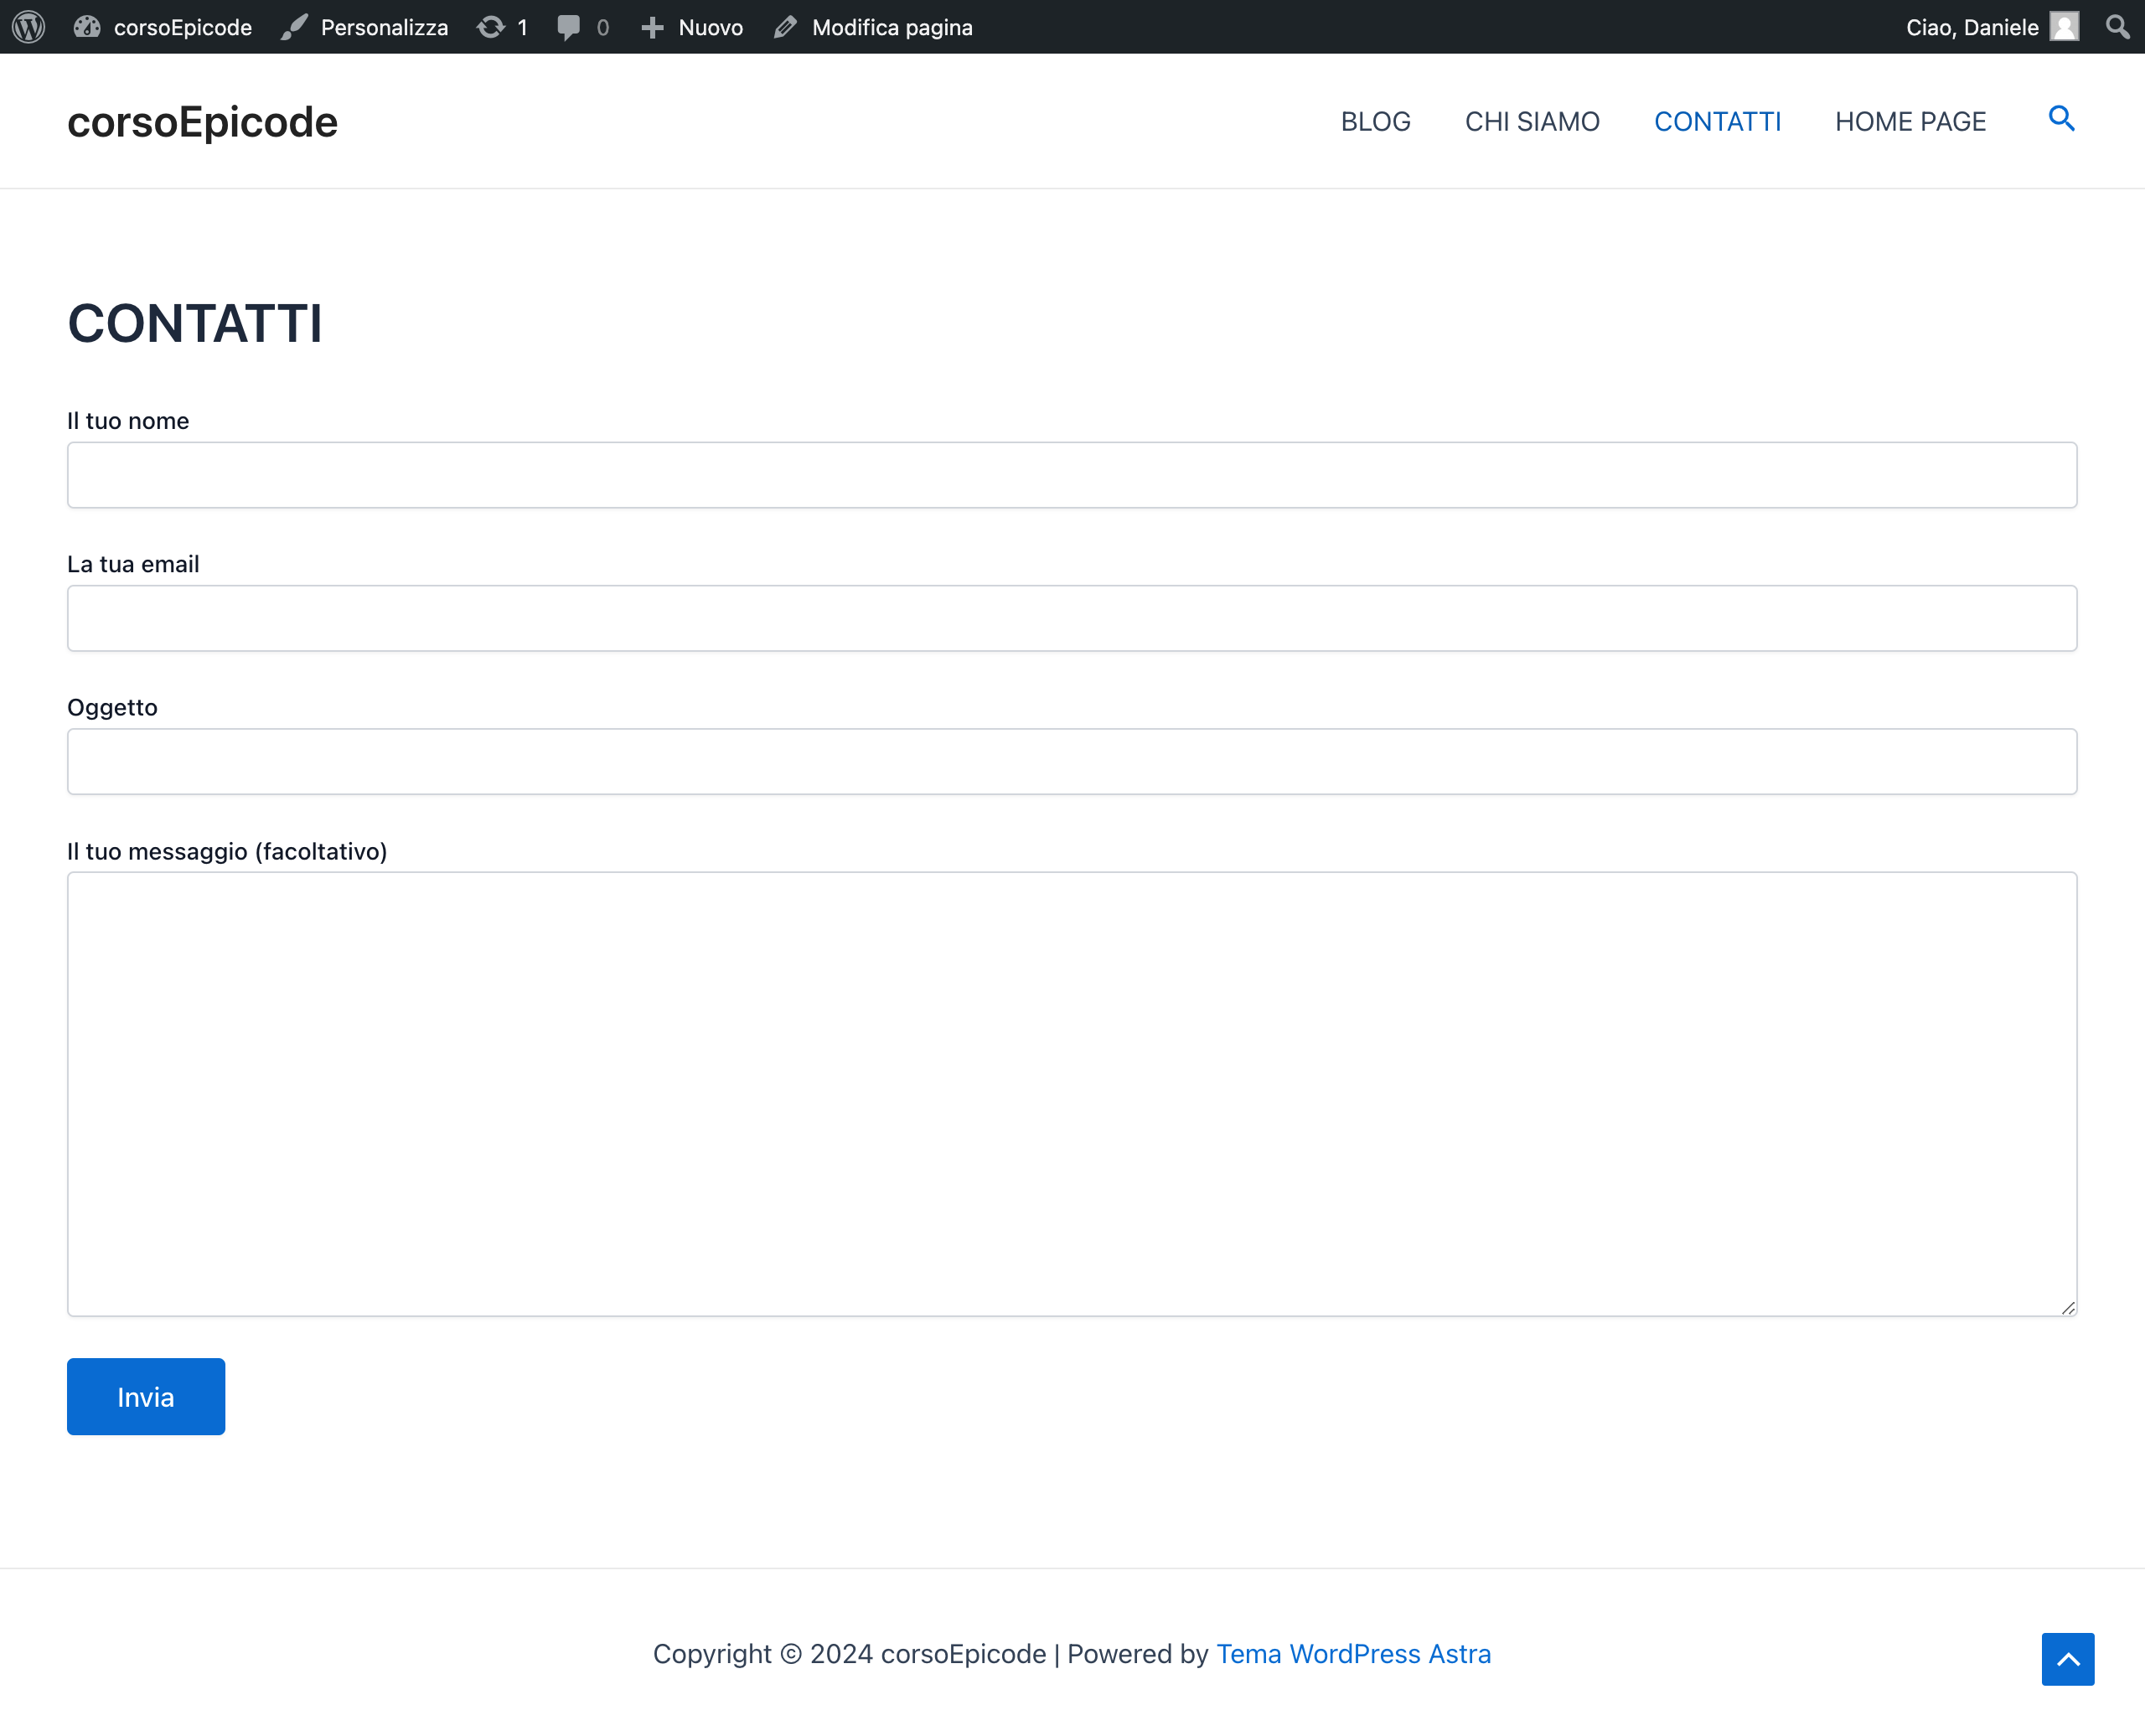 corsoEpicode Personalizza 1 0 Nuovo Modifica pagina Ciao, Daniele
corsoEpicode BLOG CHI SIAMO CONTATTI HOME PAGE
CONTATTI
Il tuo nome
La tua email
Oggetto
Il tuo messaggio (facoltativo)
Invia
Copyright © 2024 corsoEpicode | Powered by Tema WordPress Astra